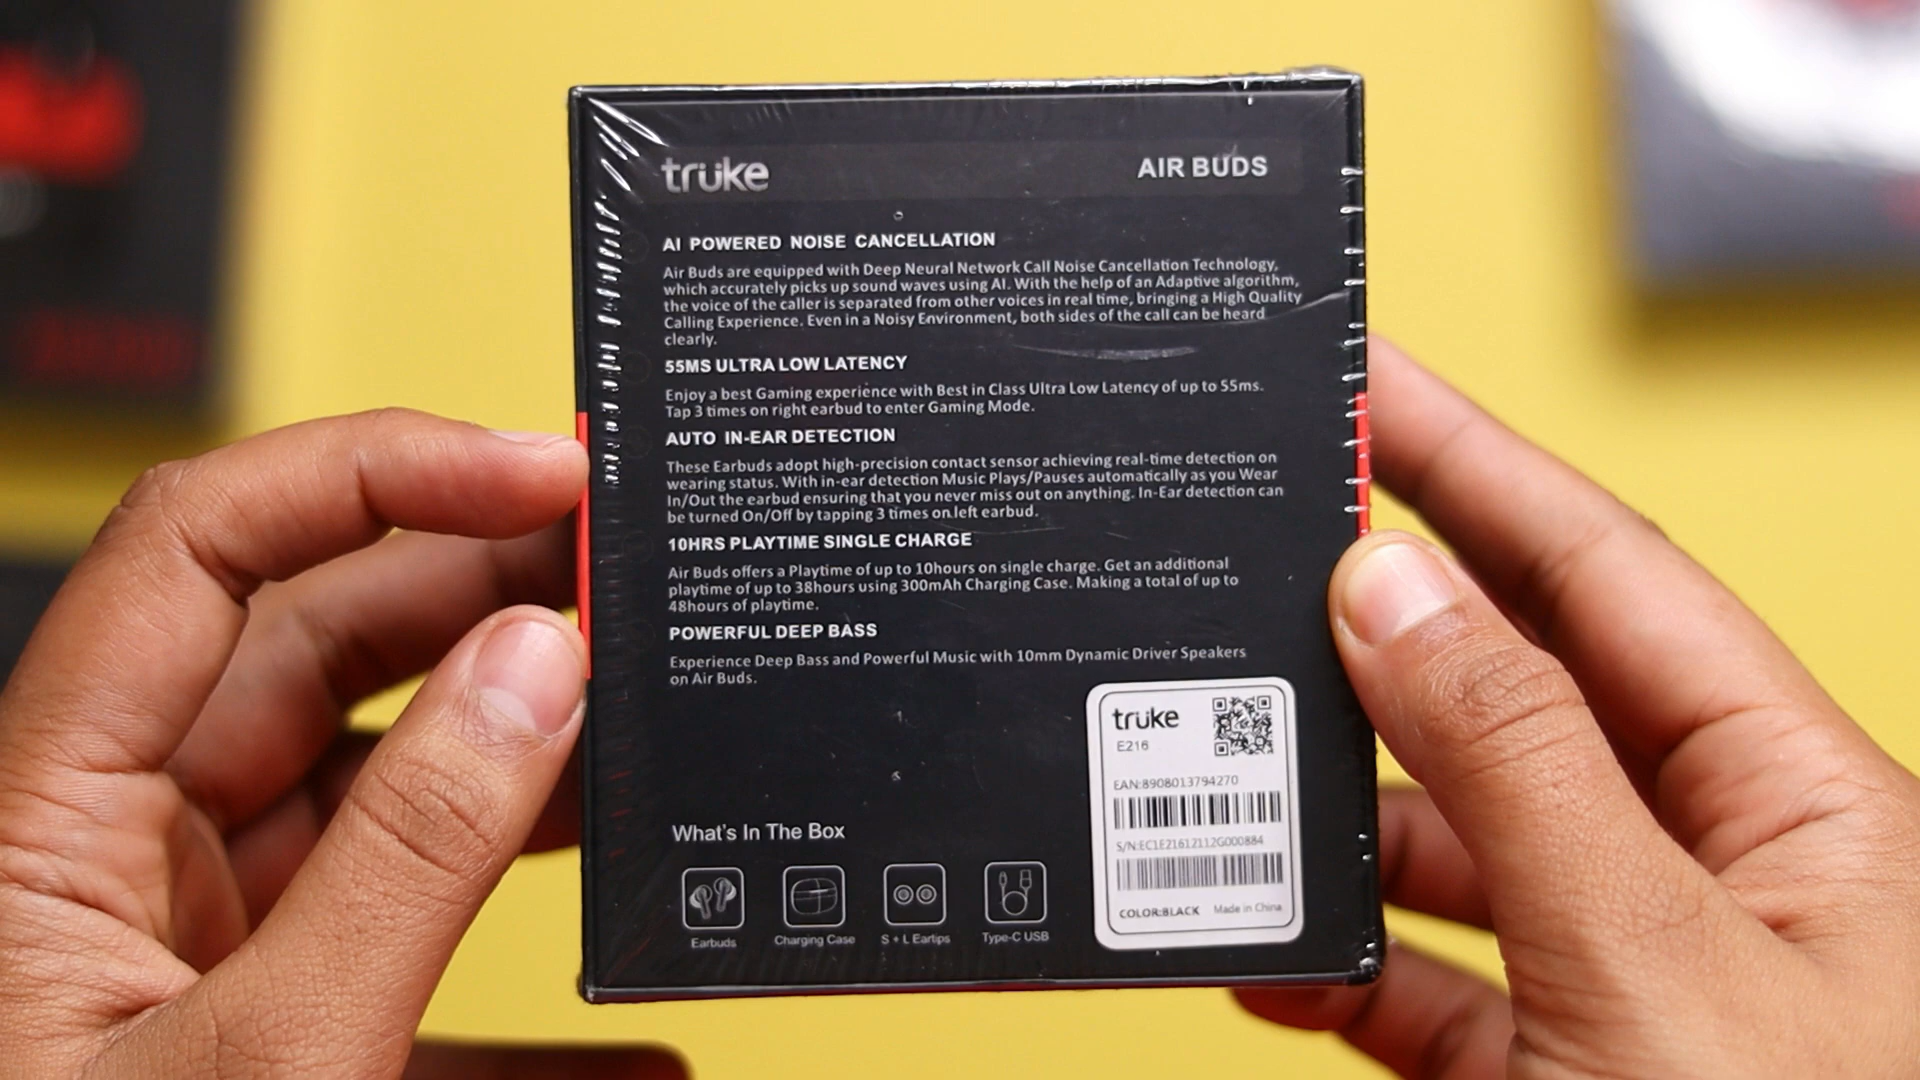 truke
AIR BUDS
AI POWERED NOISE CANCELLATION
Air Buds are equipped with Deep Neural Network Call Noise Cancellation Technology,
which accurately picks up sound waves using AI. With the help of an Adaptive algorithm,
the voice of the caller is separated from other voices in real time, bringing a High Quality
Calling Experience. Even in a Noisy Environment, both sides of the call can be heard
clearly.
55MS ULTRA LOW LATENCY
Enjoy a best Gaming experience with Best in Class Ultra Low Latency of up to 55ms.
Tap 3 times on right earbud to enter Gaming Mode.
AUTO IN-EAR DETECTION
These Earbuds adopt high-precision contact sensor achieving real-time detection on
wearing status. With in-ear detection Music Plays/Pauses automatically as you Wear
In/Out the earbud ensuring that you never miss out on anything. In-Ear detection can
be turned On/Off by tapping 3 times on left earbud.
10HRS PLAYTIME SINGLE CHARGE
Air Buds offers a Playtime of up to 10hours on single charge. Get an additional
playtime of up to 38hours using 300mAh Charging Case. Making a total of up to
48hours of playtime.
POWERFUL DEEP BASS
Experience Deep Bass and Powerful Music with 10mm Dynamic Driver Speakers
on Air Buds.
What's In The Box
Earbuds
Charging Case
S + L Eartips
Type-C USB
truke
E216
EAN:8908013794270
S/N:EC1E21612112G000884
COLOR:BLACK Made in China